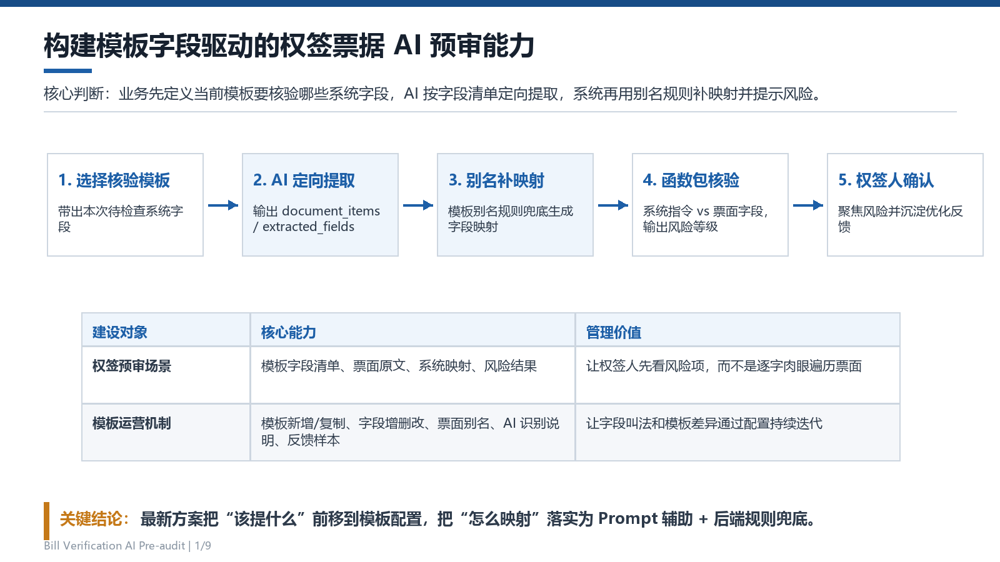 构建模板字段驱动的权签票据 AI 预审能力
核心判断：业务先定义当前模板要核验哪些系统字段，AI 按字段清单定向提取，系统再用别名规则补映射并提示风险。
1. 选择核验模板
带出本次待检查系统字
段
2. AI 定向提取
输出 document_items
/ extracted_fields
3. 别名补映射
模板别名规则兜底生成
字段映射
4. 函数包核验
系统指令 vs 票面字段，
输出风险等级
5. 权签人确认
聚焦风险并沉淀优化反
馈
建设对象
核心能力
管理价值
权签预审场景
模板字段清单、票面原文、系统映射、风险结果
让权签人先看风险项，而不是逐字肉眼遍历票面
模板运营机制
模板新增/复制、字段增删改、票面别名、AI 识别说
明、反馈样本
让字段叫法和模板差异通过配置持续迭代
关键结论：最新方案把“该提什么”前移到模板配置，把“怎么映射”落实为 Prompt 辅助 + 后端规则兜底。
Bill Verification AI Pre-audit | 1/9